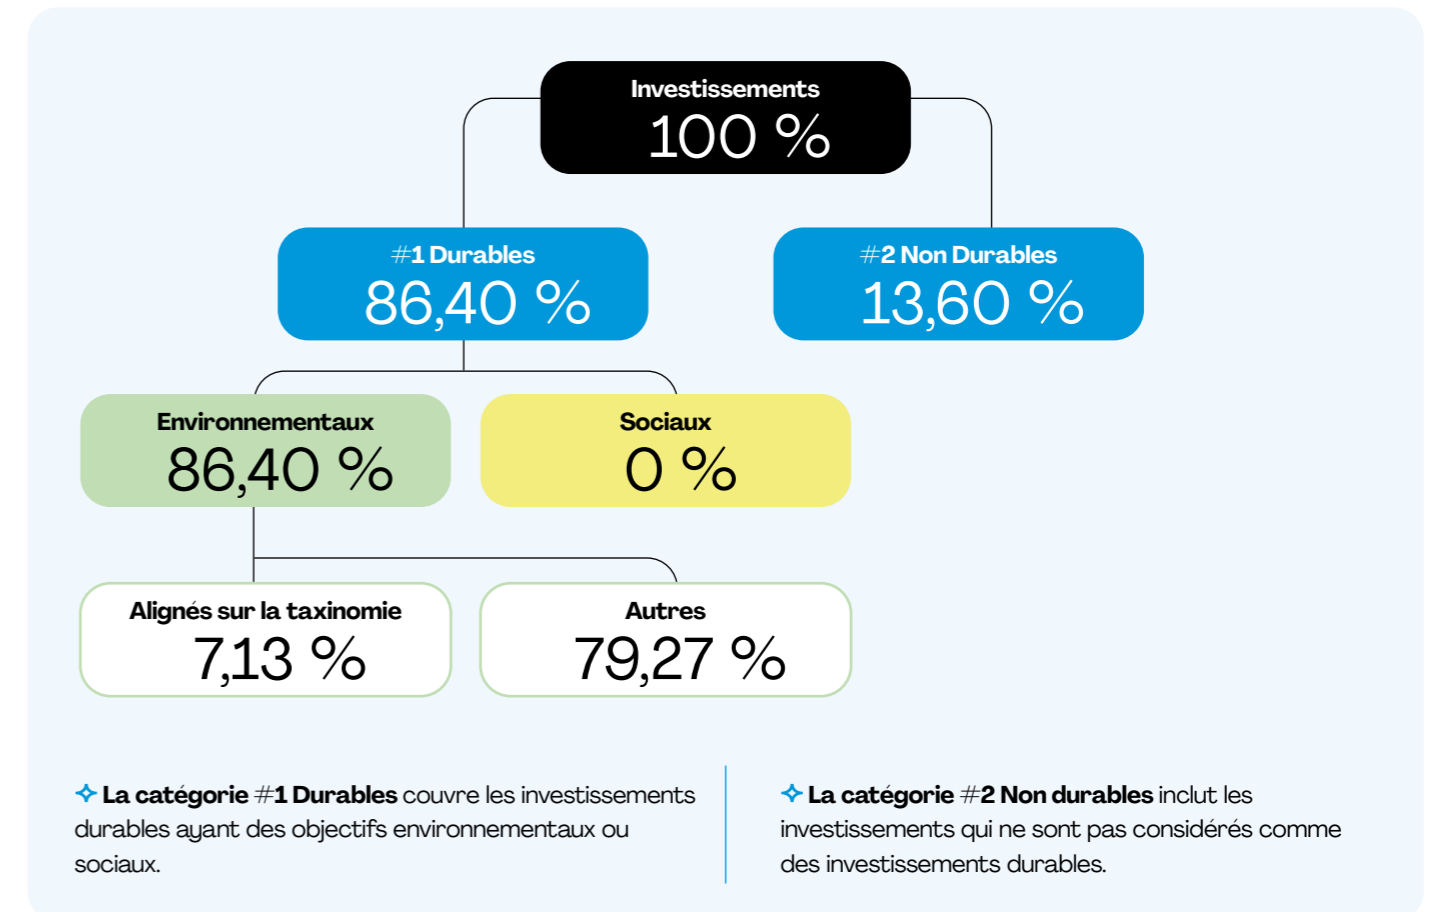 Investissements
100 %
#1 Durables
86,40 %
#2 Non Durables
13,60 %
Environnementaux
86,40 %
Sociaux
0 %
Alignés sur la taxinomie
7,13 %
Autres
79,27 %
La catégorie #1 Durables couvre les investissements
durables ayant des objectifs environnementaux ou
sociaux.
La catégorie #2 Non durables inclut les
investissements qui ne sont pas considérés comme
des investissements durables.